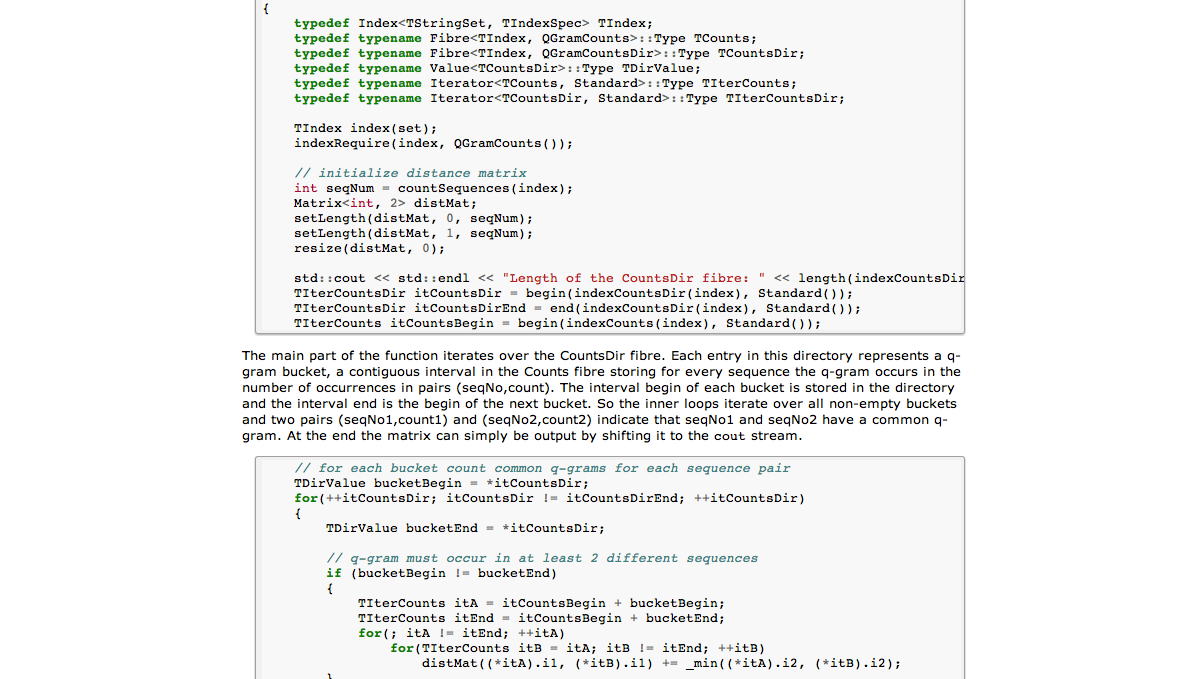 {
    typedef Index<TStringSet, TIndexSpec> TIndex;
    typedef typename Fibre<TIndex, QGramCounts>::Type TCounts;
    typedef typename Fibre<TIndex, QGramCountsDir>::Type TCountsDir;
    typedef typename Value<TCountsDir>::Type TDirValue;
    typedef typename Iterator<TCounts, Standard>::Type TIterCounts;
    typedef typename Iterator<TCountsDir, Standard>::Type TIterCountsDir;

    TIndex index(set);
    indexRequire(index, QGramCounts());

    // initialize distance matrix
    int seqNum = countSequences(index);
    Matrix<int, 2> distMat;
    setLength(distMat, 0, seqNum);
    setLength(distMat, 1, seqNum);
    resize(distMat, 0);

    std::cout << std::endl << "Length of the CountsDir fibre: " << length(indexCountsDir
    TIterCountsDir itCountsDir = begin(indexCountsDir(index), Standard());
    TIterCountsDir itCountsDirEnd = end(indexCountsDir(index), Standard());
    TIterCounts itCountsBegin = begin(indexCounts(index), Standard());
The main part of the function iterates over the CountsDir fibre. Each entry in this directory represents a q-
gram bucket, a contiguous interval in the Counts fibre storing for every sequence the q-gram occurs in the
number of occurrences in pairs (seqNo,count). The interval begin of each bucket is stored in the directory
and the interval end is the begin of the next bucket. So the inner loops iterate over all non-empty buckets
and two pairs (seqNo1,count1) and (seqNo2,count2) indicate that seqNo1 and seqNo2 have a common q-
gram. At the end the matrix can simply be output by shifting it to the cout stream.
    // for each bucket count common q-grams for each sequence pair
    TDirValue bucketBegin = *itCountsDir;
    for(++itCountsDir; itCountsDir != itCountsDirEnd; ++itCountsDir)
    {
        TDirValue bucketEnd = *itCountsDir;

        // q-gram must occur in at least 2 different sequences
        if (bucketBegin != bucketEnd)
        {
            TIterCounts itA = itCountsBegin + bucketBegin;
            TIterCounts itEnd = itCountsBegin + bucketEnd;
            for(; itA != itEnd; ++itA)
                for(TIterCounts itB = itA; itB != itEnd; ++itB)
                    distMat((*itA).i1, (*itB).i1) += _min((*itA).i2, (*itB).i2);
        }